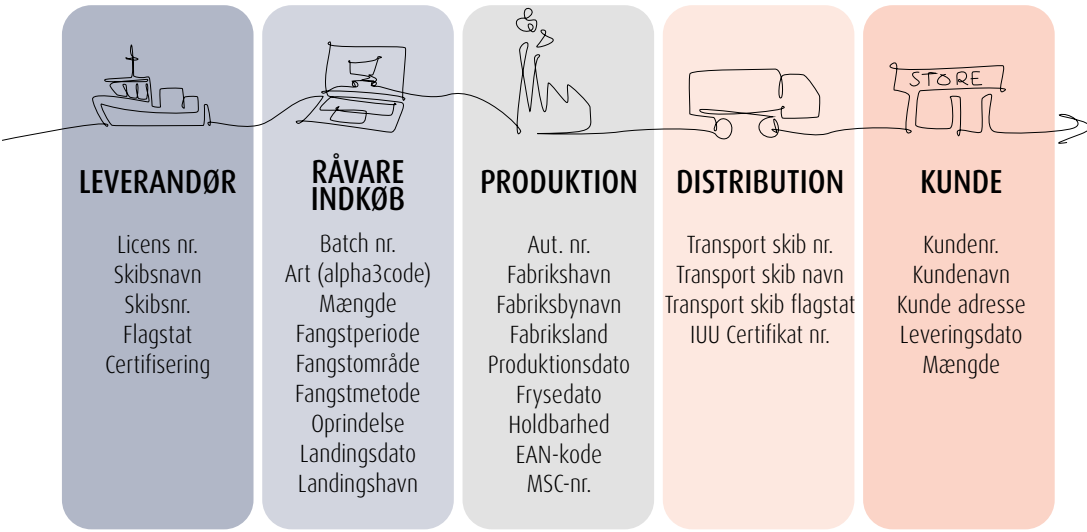 STORE
LEVERANDØR
Licens nr.
Skibsnavn
Skibsnr.
Flagstat
Certifisering
RÅVARE
INDKØB
Batch nr.
Art (alpha3code)
Mængde
Fangstperiode
Fangstområde
Fangstmetode
Oprindelse
Landingsdato
Landingshavn
PRODUKTION
Aut. nr.
Fabrikshavn
Fabriksbynavn
Fabriksland
Produktionsdato
Frysedato
Holdbarhed
EAN-kode
MSC-nr.
DISTRIBUTION
Transport skib nr.
Transport skib navn
Transport skib flagstat
IUU Certifikat nr.
KUNDE
Kundenr.
Kundenavn
Kunde adresse
Leveringsdato
Mængde